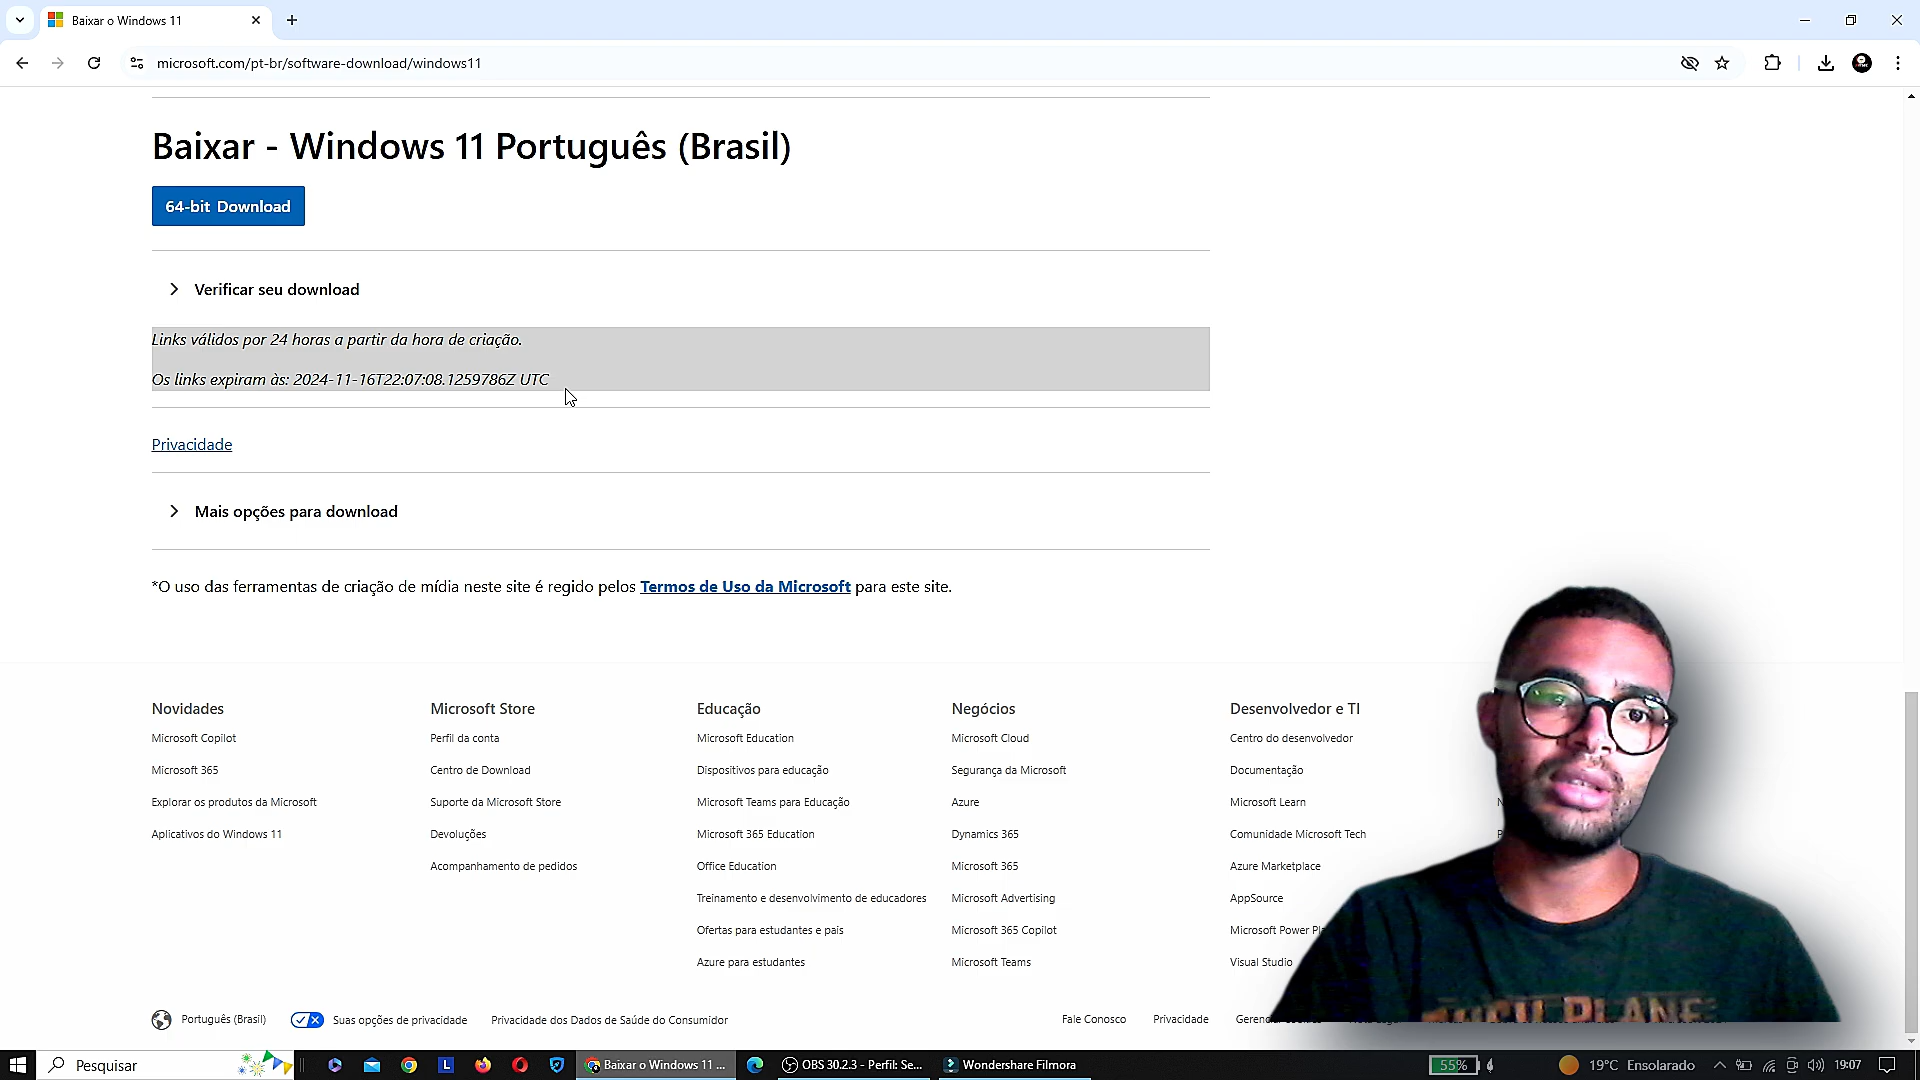 Baixar o Windows 11
microsoft.com/pt-br/software-download/windows11
Baixar - Windows 11 Português (Brasil)
64-bit Download
Verificar seu download
Links válidos por 24 horas a partir da hora de criação.
Os links expiram às: 2024-11-16T22:07:08.1259786Z UTC
Privacidade
Mais opções para download
*O uso das ferramentas de criação de mídia neste site é regido pelos Termos de Uso da Microsoft para este site.
Novidades
Microsoft Copilot
Microsoft 365
Explorar os produtos da Microsoft
Aplicativos do Windows 11
Microsoft Store
Perfil da conta
Centro de Download
Suporte da Microsoft Store
Devoluções
Acompanhamento de pedidos
Educação
Microsoft Education
Dispositivos para educação
Microsoft Teams para Educação
Microsoft 365 Education
Office Education
Treinamento e desenvolvimento de educadores
Ofertas para estudantes e pais
Azure para estudantes
Negócios
Microsoft Cloud
Segurança da Microsoft
Azure
Dynamics 365
Microsoft 365
Microsoft Advertising
Microsoft 365 Copilot
Microsoft Teams
Desenvolvedor e TI
Centro do desenvolvedor
Documentação
Microsoft Learn
Comunidade Microsoft Tech
Azure Marketplace
AppSource
Microsoft Power
Visual Studio
Português (Brasil)
Suas opções de privacidade
Privacidade dos Dados de Saúde do Consumidor
Fale Conosco
Privacidade
Pesquisar
Baixar o Windows 11 ...
OBS 30.2.3 - Perfil: Se...
Wondershare Filmora
55%
19°C Ensolarado
19:07